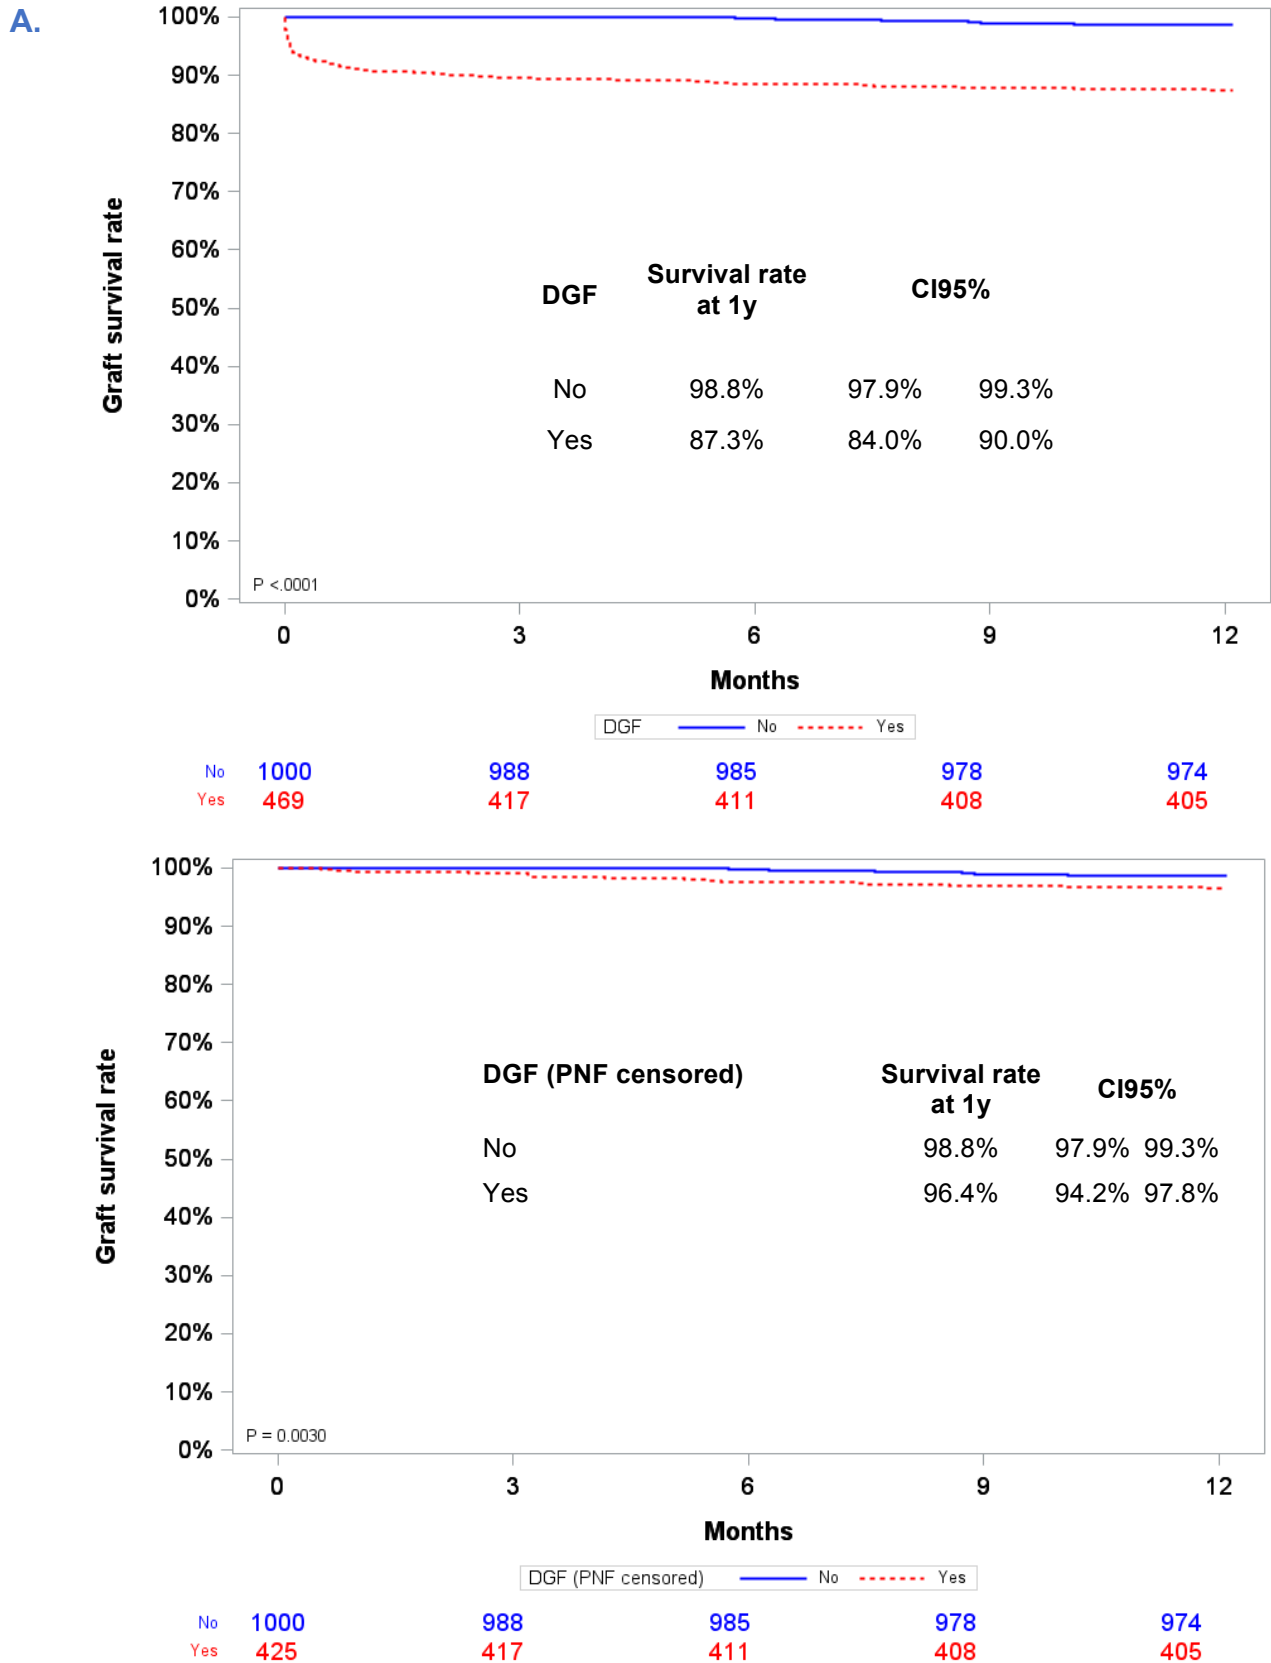 A.
100%
90%
80%
70%
60%
50%
40%
30%
20%
10%
0%
Graft survival rate
DGF Survival rate at 1y CI95%
No 98.8% 97.9% 99.3%
Yes 87.3% 84.0% 90.0%
P <.0001
0 3 6 9 12
Months
DGF No Yes
No 1000 988 985 978 974
Yes 469 417 411 408 405
100%
90%
80%
70%
60%
50%
40%
30%
20%
10%
0%
Graft survival rate
DGF (PNF censored) Survival rate at 1y CI95%
No 98.8% 97.9% 99.3%
Yes 96.4% 94.2% 97.8%
P = 0.0030
0 3 6 9 12
Months
DGF (PNF censored) No Yes
No 1000 988 985 978 974
Yes 425 417 411 408 405